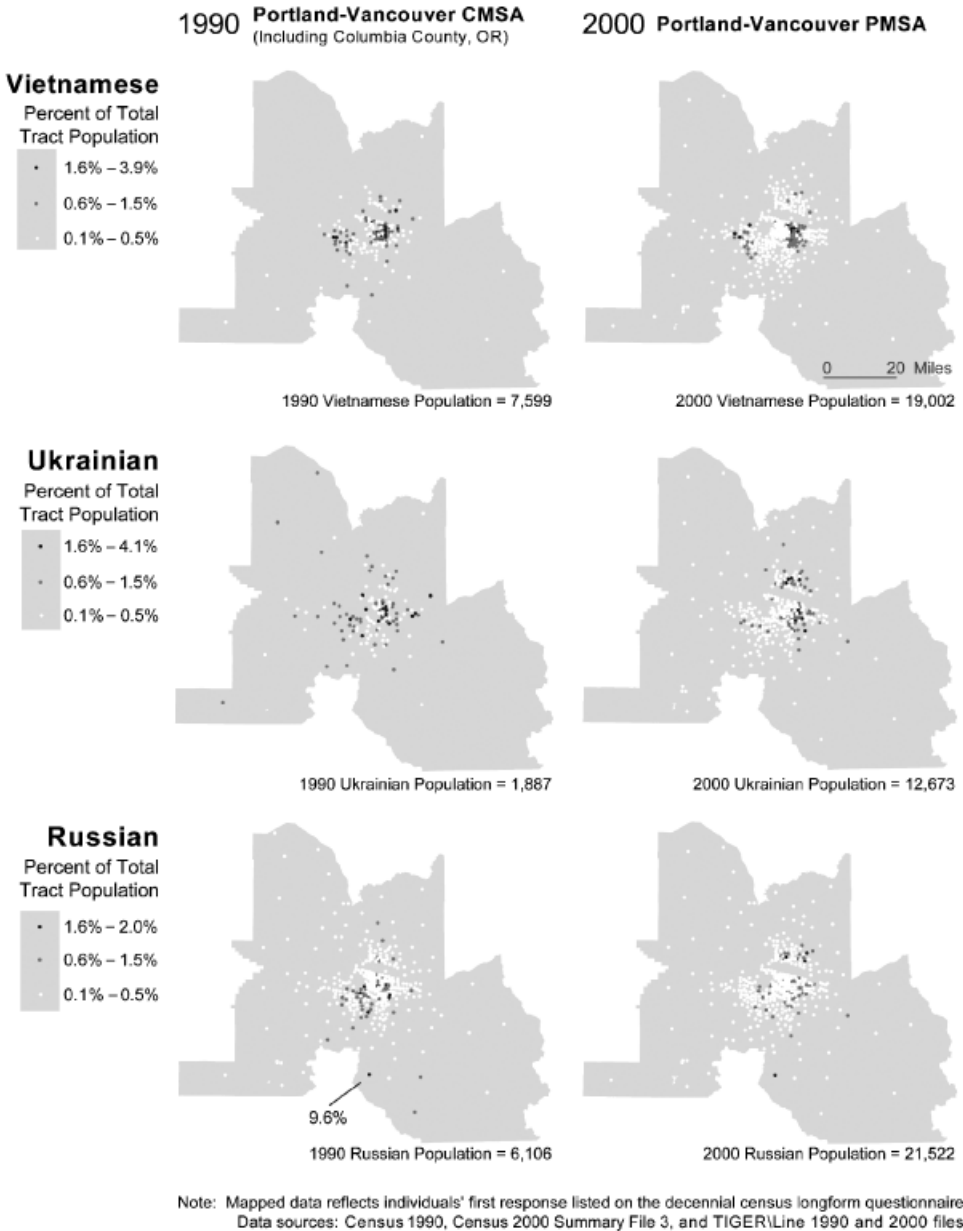 1990 Portland-Vancouver CMSA
(Including Columbia County, OR)
2000 Portland-Vancouver PMSA
Vietnamese
Percent of Total
Tract Population
1.6% – 3.9%
0.6% – 1.5%
0.1% – 0.5%
0 20 Miles
1990 Vietnamese Population = 7,599
2000 Vietnamese Population = 19,002
Ukrainian
Percent of Total
Tract Population
1.6% – 4.1%
0.6% – 1.5%
0.1% – 0.5%
1990 Ukrainian Population = 1,887
2000 Ukrainian Population = 12,673
Russian
Percent of Total
Tract Population
1.6% – 2.0%
0.6% – 1.5%
0.1% – 0.5%
9.6%
1990 Russian Population = 6,106
2000 Russian Population = 21,522
Note: Mapped data reflects individuals' first response listed on the decennial census longform questionnaire
Data sources: Census 1990, Census 2000 Summary File 3, and TIGER\Line 1990 and 2000 files